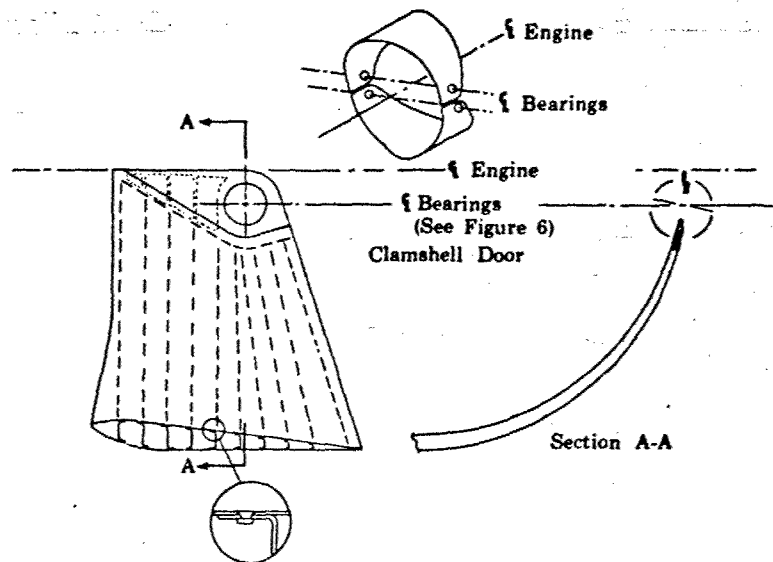 ℄ Engine
℄ Bearings
A
℄ Engine
℄ Bearings
(See Figure 6)
Clamshell Door
Section A-A
A